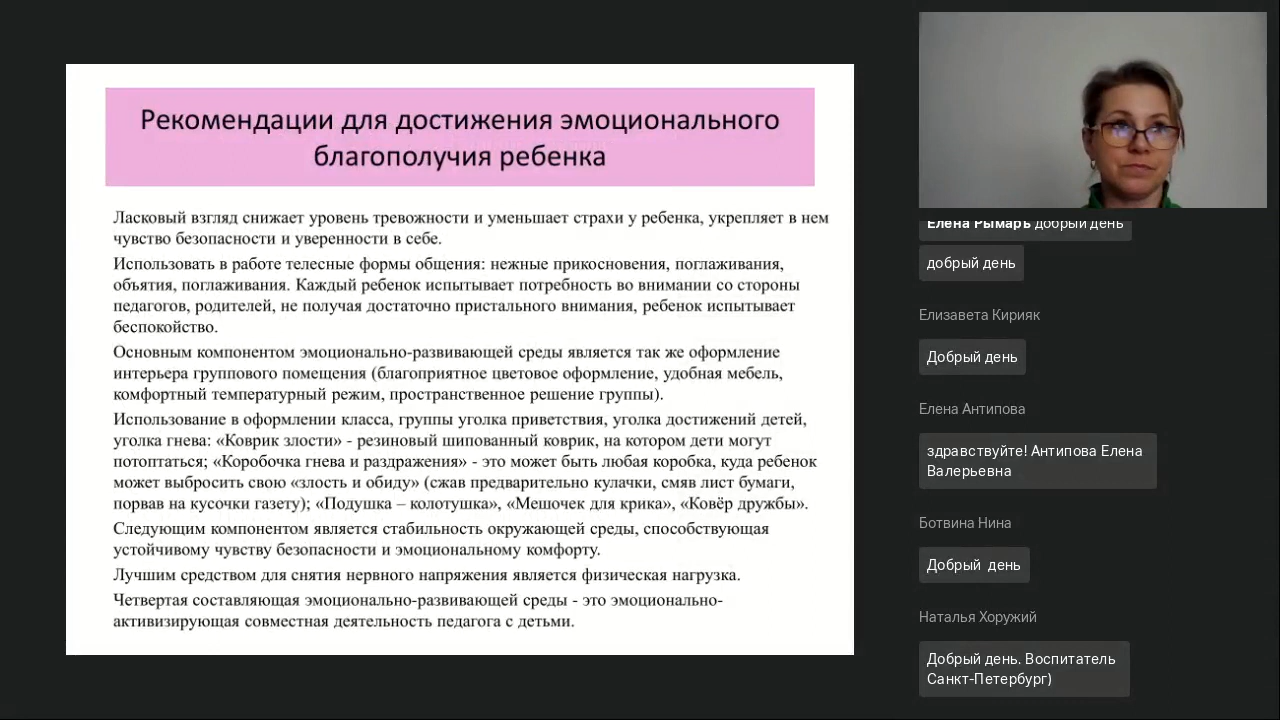 Рекомендации для достижения эмоционального
благополучия ребенка
Ласковый взгляд снижает уровень тревожности и уменьшает страхи у ребенка, укрепляет в нем
чувство безопасности и уверенности в себе.
Использовать в работе телесные формы общения: нежные прикосновения, поглаживания,
объятия, поглаживания. Каждый ребенок испытывает потребность во внимании со стороны
педагогов, родителей, не получая достаточно пристального внимания, ребенок испытывает
беспокойство.
Основным компонентом эмоционально-развивающей среды является так же оформление
интерьера группового помещения (благоприятное цветовое оформление, удобная мебель,
комфортный температурный режим, пространственное решение группы).
Использование в оформлении класса, группы уголка приветствия, уголка достижений детей,
уголка гнева: «Коврик злости» - резиновый шипованный коврик, на котором дети могут
потоптаться; «Коробочка гнева и раздражения» - это может быть любая коробка, куда ребенок
может выбросить свою «злость и обиду» (сжав предварительно кулачки, смяв лист бумаги,
порвав на кусочки газету); «Подушка – колотушка», «Мешочек для крика», «Ковёр дружбы».
Следующим компонентом является стабильность окружающей среды, способствующая
устойчивому чувству безопасности и эмоциональному комфорту.
Лучшим средством для снятия нервного напряжения является физическая нагрузка.
Четвертая составляющая эмоционально-развивающей среды - это эмоционально-
активизирующая совместная деятельность педагога с детьми.
Елена Рымарь добрый день
добрый день
Елизавета Кирияк
Добрый день
Елена Антипова
здравствуйте! Антипова Елена
Валерьевна
Ботвина Нина
Добрый день
Наталья Хоружий
Добрый день. Воспитатель
Санкт-Петербург)